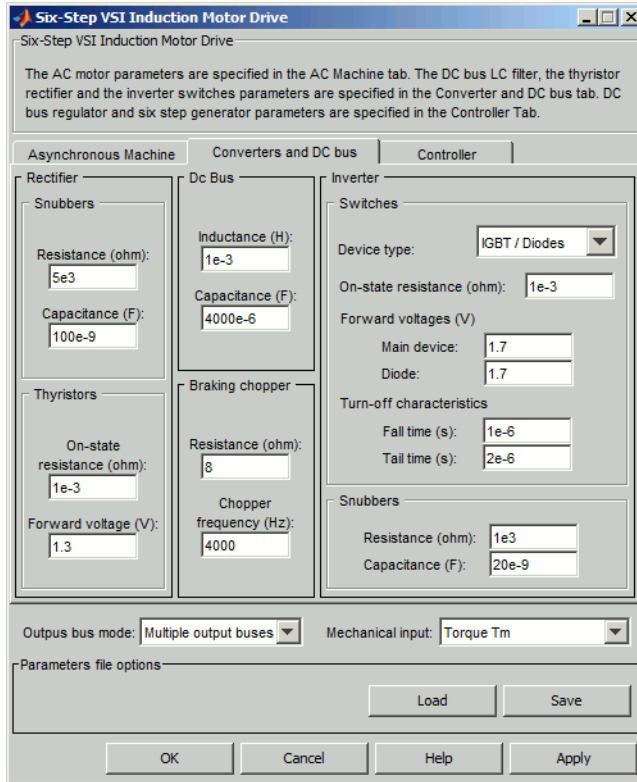 Six-Step VSI Induction Motor Drive
Six-Step VSI Induction Motor Drive
The AC motor parameters are specified in the AC Machine tab. The DC bus LC filter, the thyristor
rectifier and the inverter switches parameters are specified in the Converter and DC bus tab. DC
bus regulator and six step generator parameters are specified in the Controller Tab.
Asynchronous Machine
Converters and DC bus
Controller
Rectifier
Snubbers
Resistance (ohm):
5e3
Capacitance (F):
100e-9
Thyristors
On-state
resistance (ohm):
1e-3
Forward voltage (V):
1.3
Dc Bus
Inductance (H):
1e-3
Capacitance (F):
4000e-6
Braking chopper
Resistance (ohm):
8
Chopper
frequency (Hz):
4000
Inverter
Switches
Device type:
IGBT / Diodes
On-state resistance (ohm):
1e-3
Forward voltages (V)
Main device:
1.7
Diode:
1.7
Turn-off characteristics
Fall time (s):
1e-6
Tail time (s):
2e-6
Snubbers
Resistance (ohm):
1e3
Capacitance (F):
20e-9
Outpus bus mode:
Multiple output buses
Mechanical input:
Torque Tm
Parameters file options
Load
Save
OK
Cancel
Help
Apply